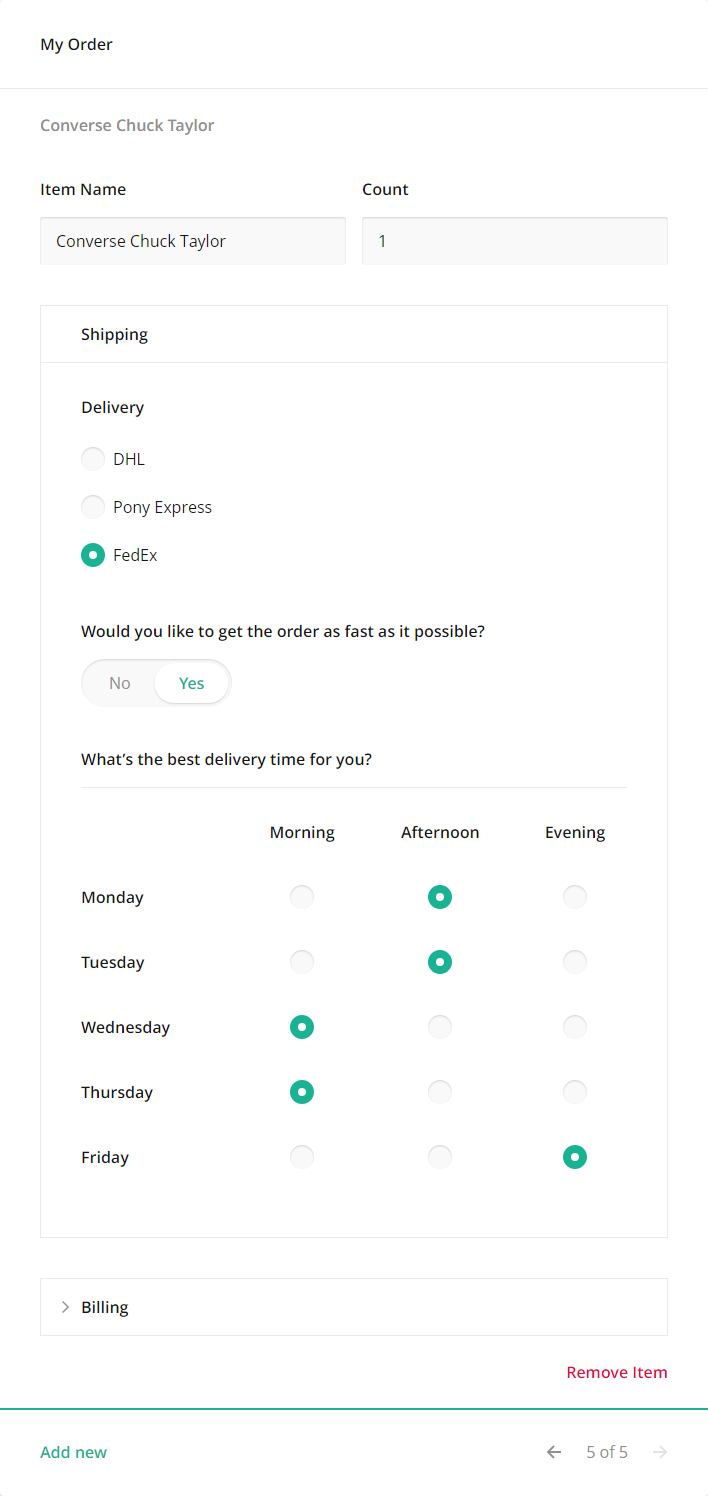 My Order
Converse Chuck Taylor
Item Name Count
Converse Chuck Taylor 1
Shipping
Delivery
DHL
Pony Express
FedEx
Would you like to get the order as fast as it possible?
No Yes
What’s the best delivery time for you?
Morning Afternoon Evening
Monday
Tuesday
Wednesday
Thursday
Friday
Billing
Remove Item
Add new 5 of 5